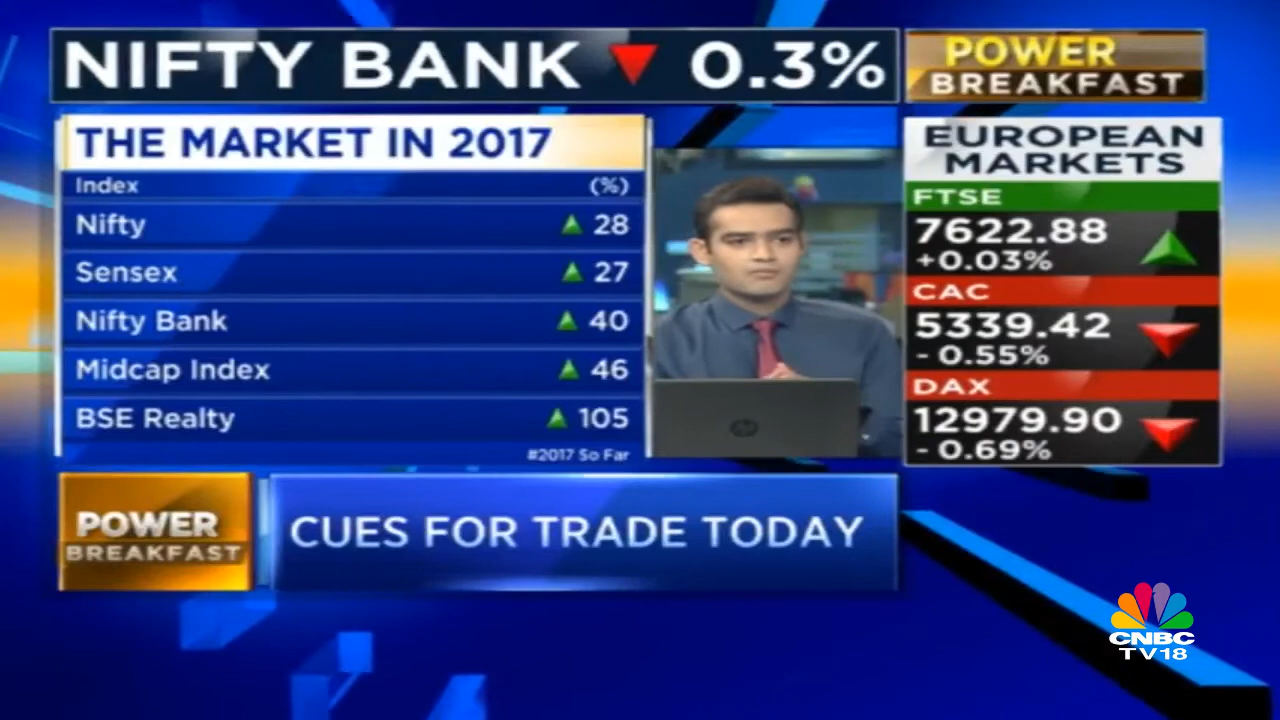 NIFTY BANK ▼ 0.3%
POWER
BREAKFAST
THE MARKET IN 2017
Index (%)
Nifty ▲ 28
Sensex ▲ 27
Nifty Bank ▲ 40
Midcap Index ▲ 46
BSE Realty ▲ 105
#2017 So Far
EUROPEAN
MARKETS
FTSE
7622.88
+0.03%
CAC
5339.42
- 0.55%
DAX
12979.90
- 0.69%
POWER
BREAKFAST
CUES FOR TRADE TODAY
hp
CNBC
TV18